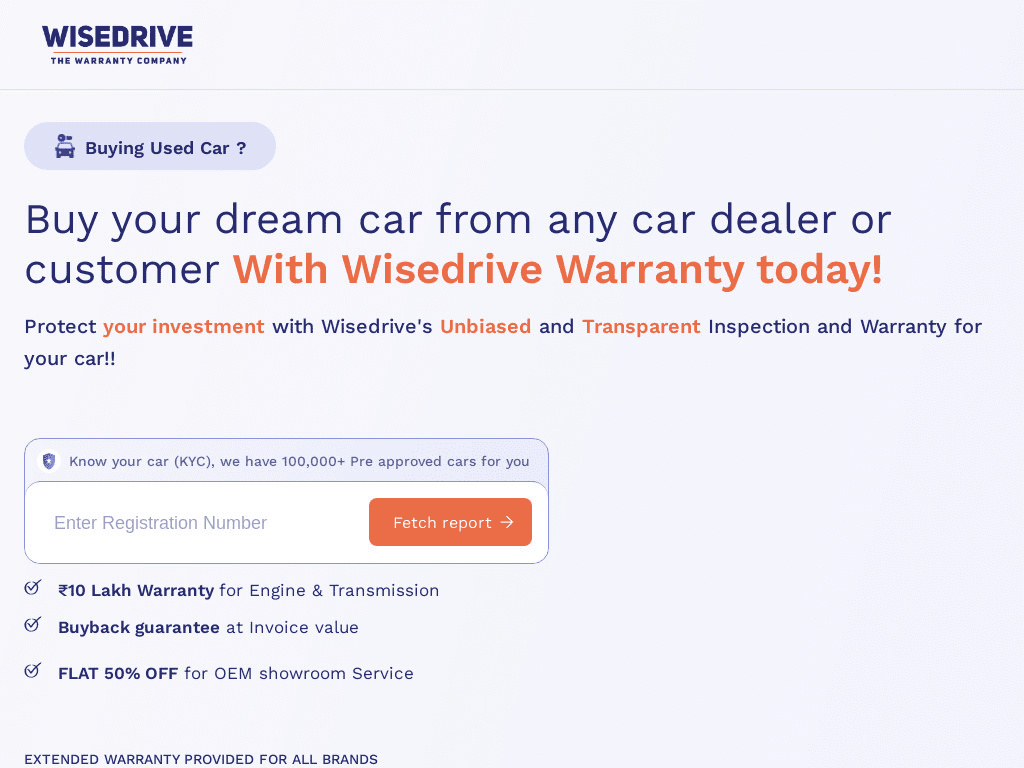 WISEDRIVE
THE WARRANTY COMPANY
Buying Used Car ?
Buy your dream car from any car dealer or
customer With Wisedrive Warranty today!
Protect your investment with Wisedrive's Unbiased and Transparent Inspection and Warranty for
your car!!
Know your car (KYC), we have 100,000+ Pre approved cars for you
Enter Registration Number
Fetch report →
₹10 Lakh Warranty for Engine & Transmission
Buyback guarantee at Invoice value
FLAT 50% OFF for OEM showroom Service
EXTENDED WARRANTY PROVIDED FOR ALL BRANDS